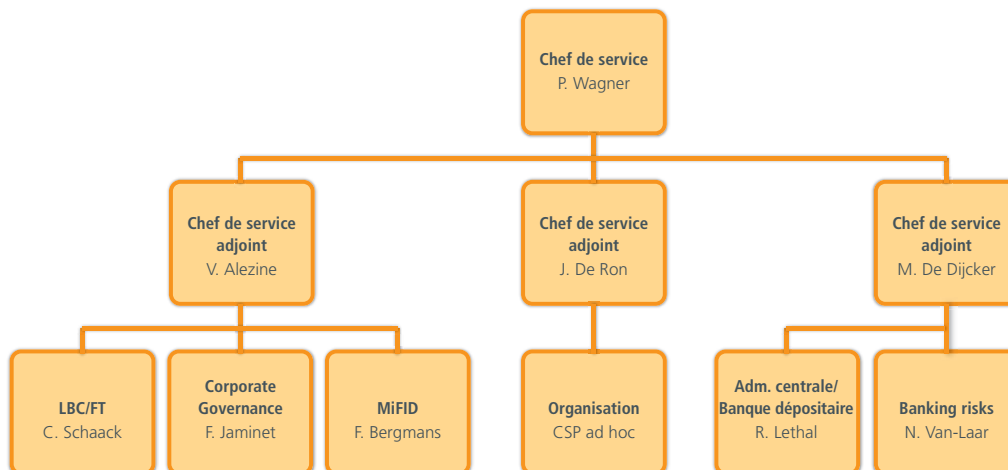 Chef de service
P. Wagner
Chef de service
adjoint
V. Alezine
Chef de service
adjoint
J. De Ron
Chef de service
adjoint
M. De Dijcker
LBC/FT
C. Schaack
Corporate
Governance
F. Jaminet
MiFID
F. Bergmans
Organisation
CSP ad hoc
Adm. centrale/
Banque dépositaire
R. Lethal
Banking risks
N. Van-Laar